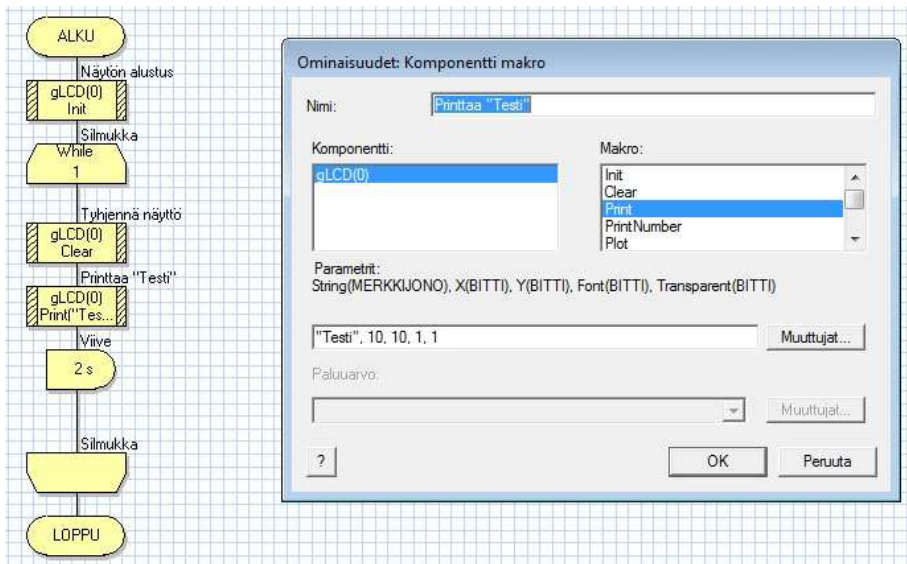 ALKU
Näytön alustus
gLCD(0)
Init
Silmukka
While
1
Tyhjennä näyttö
gLCD(0)
Clear
Printtaa "Testi"
gLCD(0)
Print("Tes...
Viive
2 s
Silmukka
LOPPU
Ominaisuudet: Komponentti makro
Nimi:
Printtaa "Testi"
Komponentti:
gLCD(0)
Makro:
Init
Clear
Print
PrintNumber
Plot
Parametrit:
String(MERKKIJONO), X(BITTI), Y(BITTI), Font(BITTI), Transparent(BITTI)
"Testi", 10, 10, 1, 1
Muuttujat...
Paluuarvo:
Muuttujat...
?
OK
Peruuta